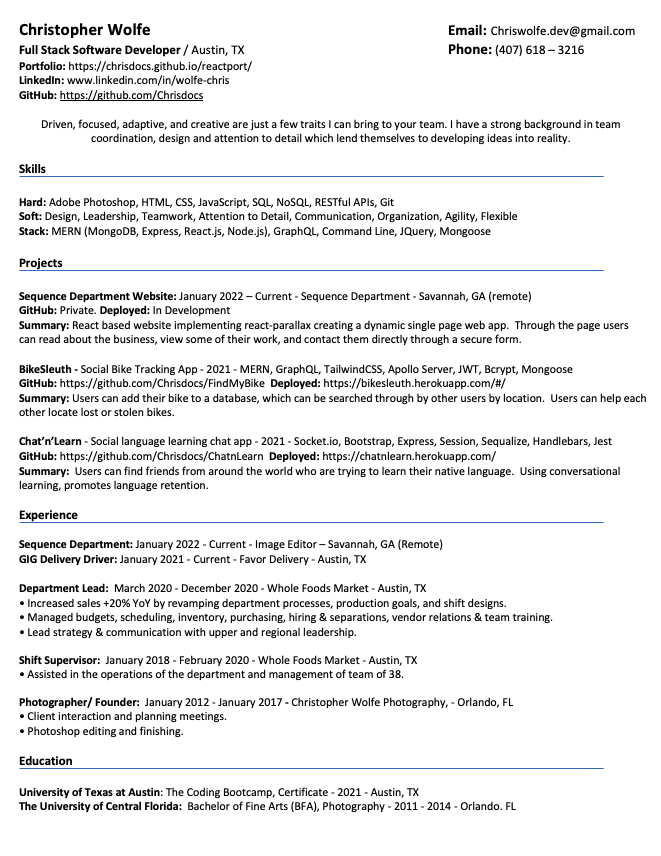 Christopher Wolfe
Email: Chriswolfe.dev@gmail.com
Full Stack Software Developer / Austin, TX
Phone: (407) 618 – 3216
Portfolio: https://chrisdocs.github.io/reactport/
LinkedIn: www.linkedin.com/in/wolfe-chris
GitHub: https://github.com/Chrisdocs
Driven, focused, adaptive, and creative are just a few traits I can bring to your team. I have a strong background in team
coordination, design and attention to detail which lend themselves to developing ideas into reality.
Skills
Hard: Adobe Photoshop, HTML, CSS, JavaScript, SQL, NoSQL, RESTful APIs, Git
Soft: Design, Leadership, Teamwork, Attention to Detail, Communication, Organization, Agility, Flexible
Stack: MERN (MongoDB, Express, React.js, Node.js), GraphQL, Command Line, JQuery, Mongoose
Projects
Sequence Department Website: January 2022 – Current - Sequence Department - Savannah, GA (remote)
GitHub: Private. Deployed: In Development
Summary: React based website implementing react-parallax creating a dynamic single page web app.  Through the page users
can read about the business, view some of their work, and contact them directly through a secure form.
BikeSleuth - Social Bike Tracking App - 2021 - MERN, GraphQL, TailwindCSS, Apollo Server, JWT, Bcrypt, Mongoose
GitHub: https://github.com/Chrisdocs/FindMyBike  Deployed: https://bikesleuth.herokuapp.com/#/
Summary: Users can add their bike to a database, which can be searched through by other users by location.  Users can help each
other locate lost or stolen bikes.
Chat’n’Learn - Social language learning chat app - 2021 - Socket.io, Bootstrap, Express, Session, Sequalize, Handlebars, Jest
GitHub: https://github.com/Chrisdocs/ChatnLearn  Deployed: https://chatnlearn.herokuapp.com/
Summary:  Users can find friends from around the world who are trying to learn their native language.  Using conversational
learning, promotes language retention.
Experience
Sequence Department: January 2022 - Current - Image Editor – Savannah, GA (Remote)
GIG Delivery Driver: January 2021 - Current - Favor Delivery - Austin, TX
Department Lead:  March 2020 - December 2020 - Whole Foods Market - Austin, TX
• Increased sales +20% YoY by revamping department processes, production goals, and shift designs.
• Managed budgets, scheduling, inventory, purchasing, hiring & separations, vendor relations & team training.
• Lead strategy & communication with upper and regional leadership.
Shift Supervisor:  January 2018 - February 2020 - Whole Foods Market - Austin, TX
• Assisted in the operations of the department and management of team of 38.
Photographer/ Founder:  January 2012 - January 2017 - Christopher Wolfe Photography, - Orlando, FL
• Client interaction and planning meetings.
• Photoshop editing and finishing.
Education
University of Texas at Austin: The Coding Bootcamp, Certificate - 2021 - Austin, TX
The University of Central Florida:  Bachelor of Fine Arts (BFA), Photography - 2011 - 2014 - Orlando. FL